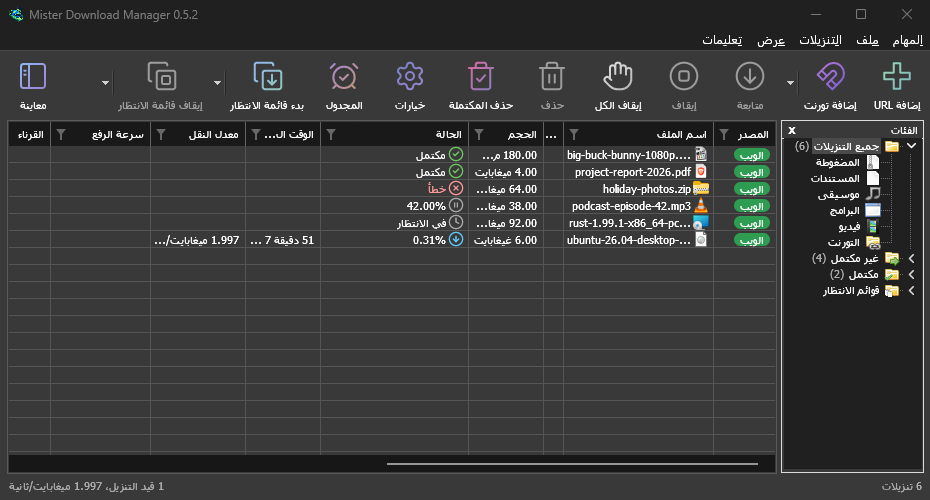 Mister Download Manager 0.5.2
المهام ملف التنزيلات عرض تعليمات
إضافة URL إضافة تورنت متابعة إيقاف إيقاف الكل حذف حذف المكتملة خيارات المجدول بدء قائمة الانتظار إيقاف قائمة الانتظار معاينة
الفئات x
جميع التنزيلات (6)
المضغوطة
المستندات
موسيقى
البرامج
فيديو
التورنت
غير مكتمل (4)
مكتمل (2)
قوائم الانتظار
المصدر اسم الملف ... الحجم الحالة الوقت ال... معدل النقل سرعة الرفع القرناء
الويب big-buck-bunny-1080p.... 180.00 م... مكتمل
الويب project-report-2026.pdf 4.00 ميغابايت مكتمل
الويب holiday-photos.zip 64.00 ميغا... خطأ
الويب podcast-episode-42.mp3 38.00 ميغا... 42.00%
الويب rust-1.99.1-x86_64-pc... 92.00 ميغا... في الانتظار
الويب ubuntu-26.04-desktop-... 6.00 غيغابايت 0.31% 51 دقيقة 7 ... 1.997 ميغابايت/...
6 تنزيلات
1 قيد التنزيل، 1.997 ميغابايت/ثانية